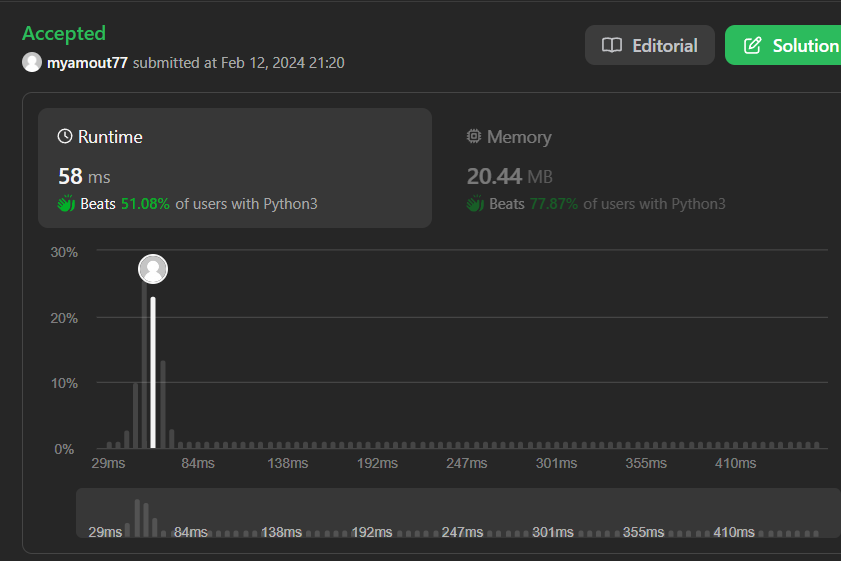 Accepted
Editorial
Solution
myamout77 submitted at Feb 12, 2024 21:20
Runtime
Memory
58 ms
20.44 MB
Beats 51.08% of users with Python3
Beats 77.87% of users with Python3
30%
20%
10%
0%
29ms 84ms 138ms 192ms 247ms 301ms 355ms 410ms
29ms 84ms 138ms 192ms 247ms 301ms 355ms 410ms